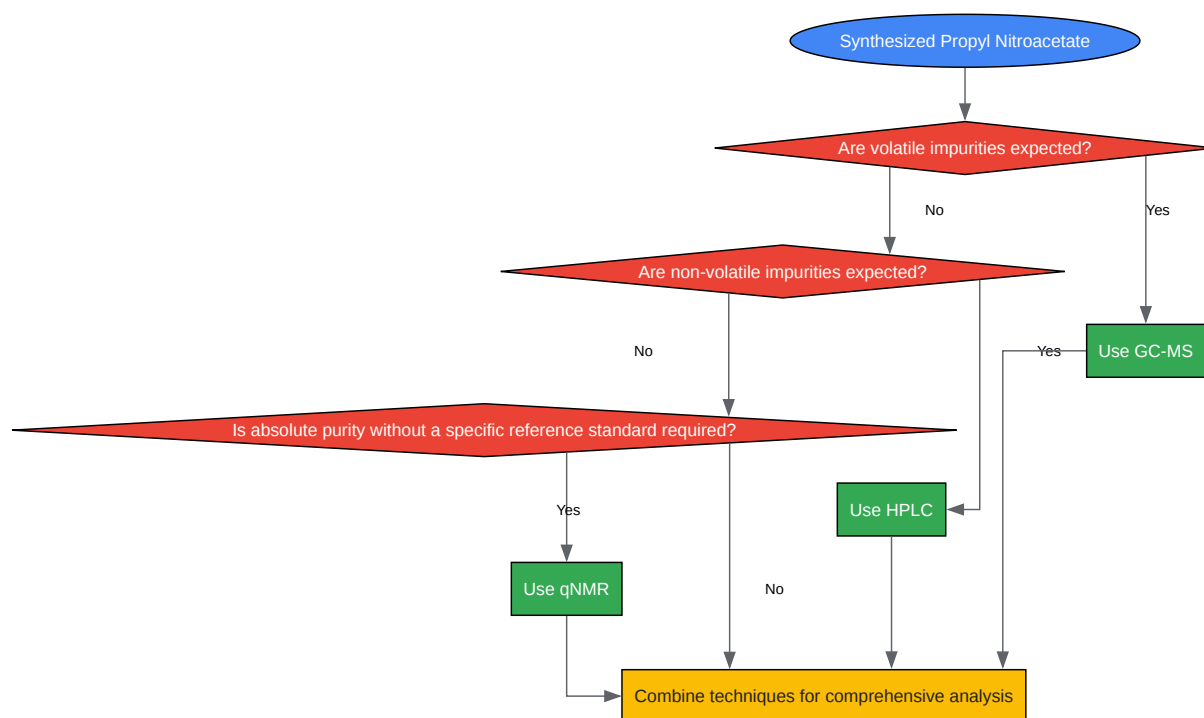 Synthesized Propyl Nitroacetate
Are volatile impurities expected?
No
Yes
Are non-volatile impurities expected?
No
Yes
Use GC-MS
Is absolute purity without a specific reference standard required?
Yes
Use HPLC
Use qNMR
No
Combine techniques for comprehensive analysis